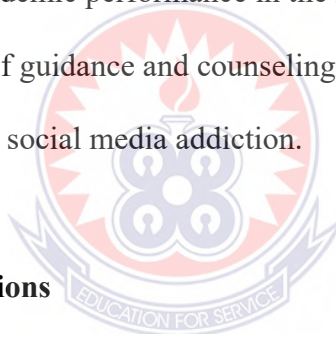 demic performance in the
f guidance and counseling
social media addiction.
ions
EDUCATION FOR SERVICE